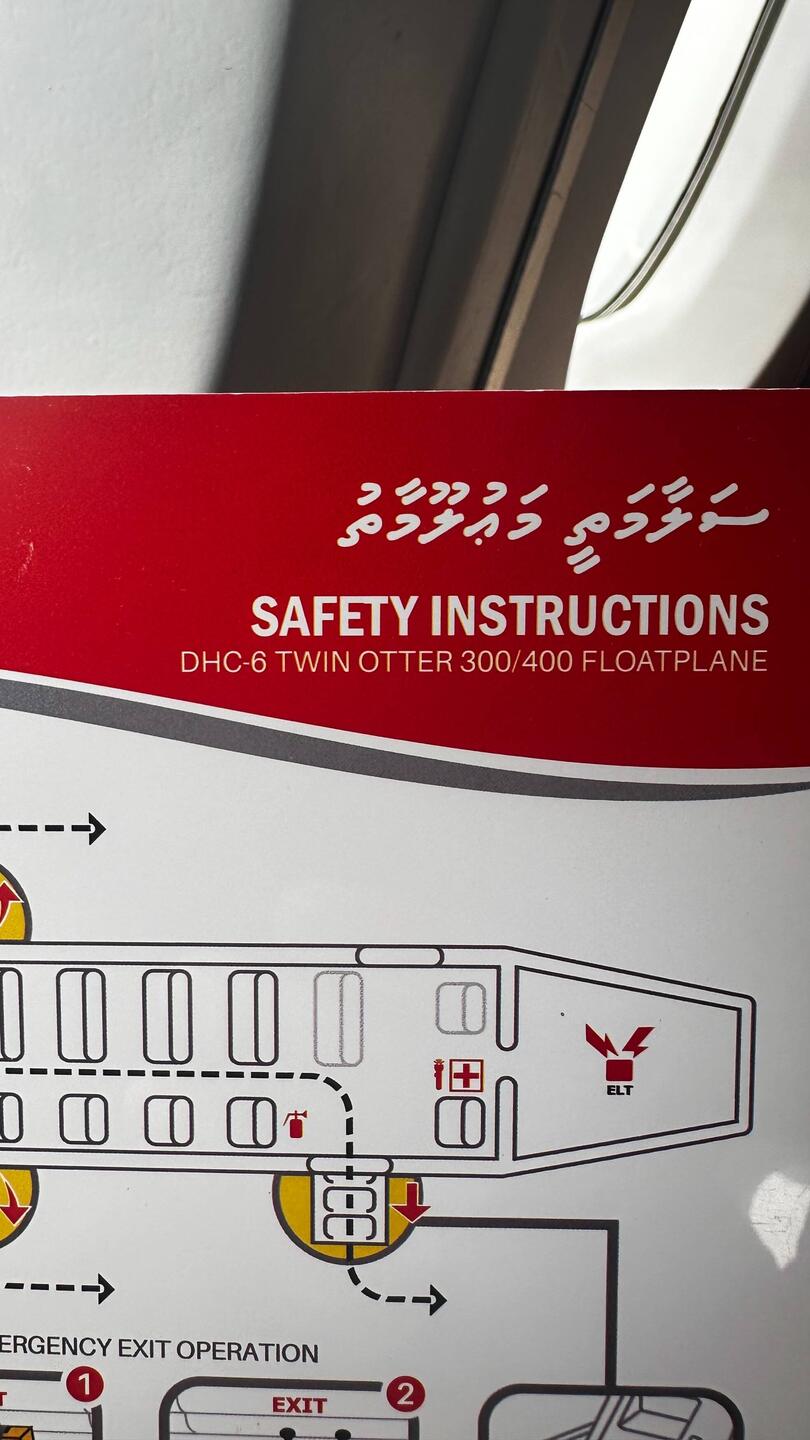 ސަލާމަތީ މަޢުލޫމާތު
SAFETY INSTRUCTIONS
DHC-6 TWIN OTTER 300/400 FLOATPLANE
ELT
ERGENCY EXIT OPERATION
T
1
EXIT
2